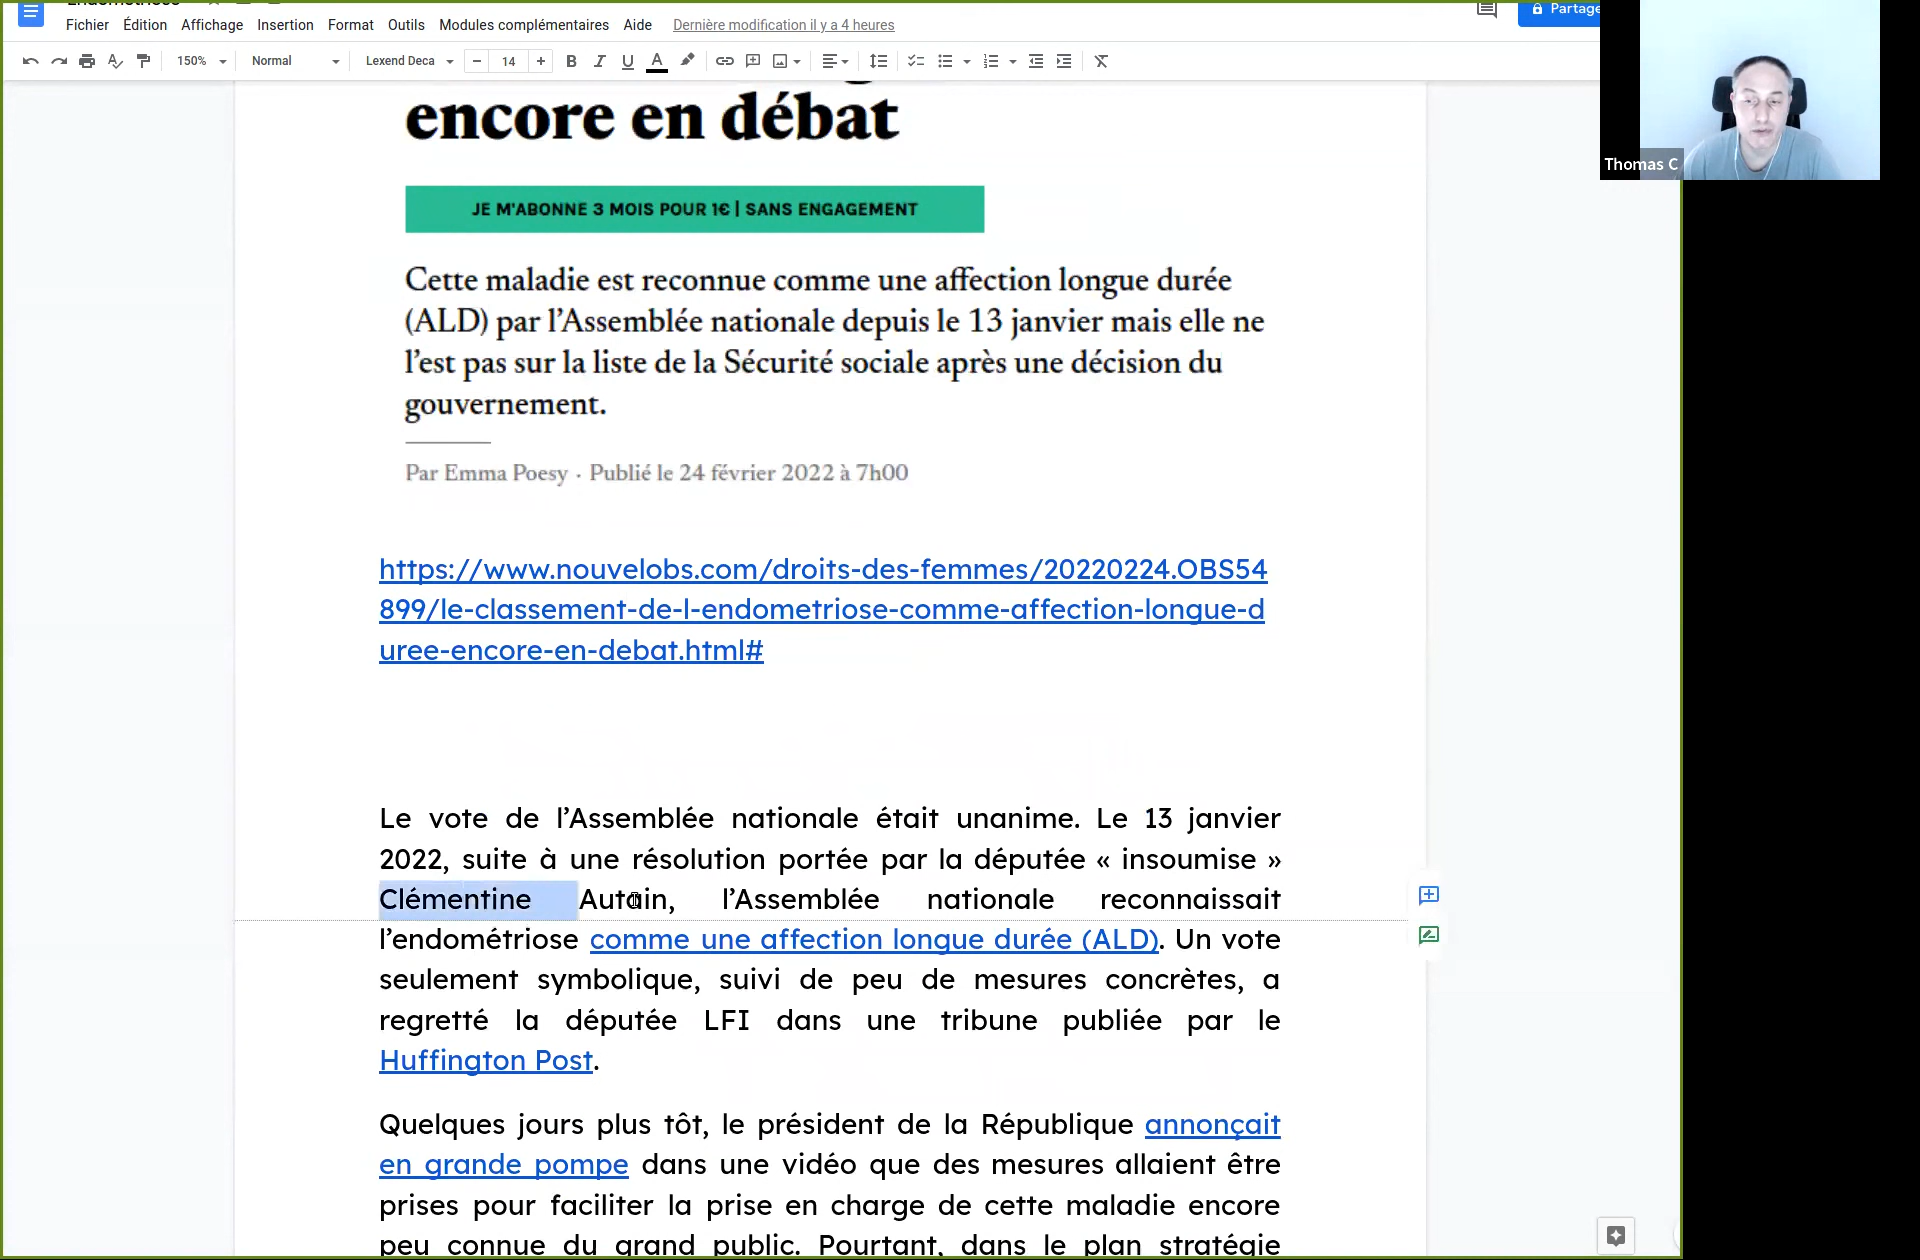 Fichier Édition Affichage Insertion Format Outils Modules complémentaires Aide Dernière modification il y a 4 heures
Partage
150% Normal Lexend Deca 14
encore en débat
JE M'ABONNE 3 MOIS POUR 1€ | SANS ENGAGEMENT
Cette maladie est reconnue comme une affection longue durée
(ALD) par l'Assemblée nationale depuis le 13 janvier mais elle ne
l'est pas sur la liste de la Sécurité sociale après une décision du
gouvernement.
Par Emma Poesy · Publié le 24 février 2022 à 7h00
https://www.nouvelobs.com/droits-des-femmes/20220224.OBS54
899/le-classement-de-l-endometriose-comme-affection-longue-d
uree-encore-en-debat.html#
Le vote de l’Assemblée nationale était unanime. Le 13 janvier
2022, suite à une résolution portée par la députée « insoumise »
Clémentine Autain, l’Assemblée nationale reconnaissait
l’endométriose comme une affection longue durée (ALD). Un vote
seulement symbolique, suivi de peu de mesures concrètes, a
regretté la députée LFI dans une tribune publiée par le
Huffington Post.
Quelques jours plus tôt, le président de la République annonçait
en grande pompe dans une vidéo que des mesures allaient être
prises pour faciliter la prise en charge de cette maladie encore
peu connue du grand public. Pourtant, dans le plan stratégie
Thomas C